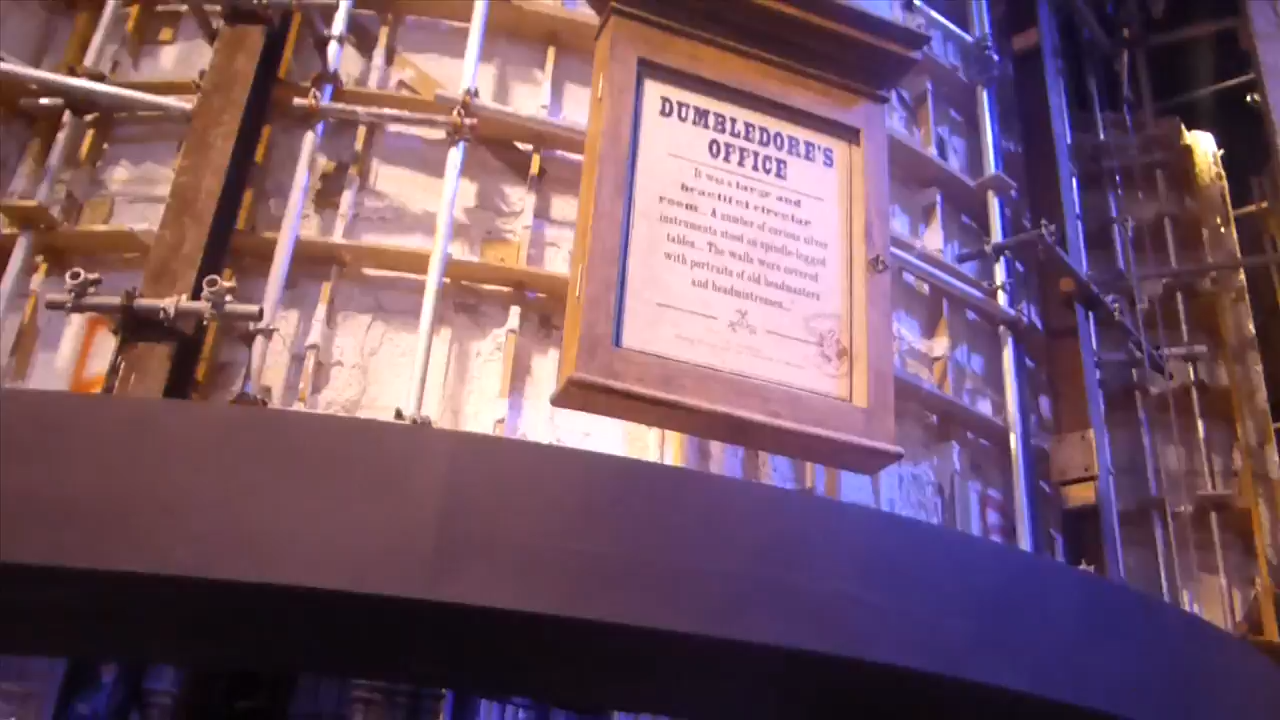 DUMBLEDORE'S
OFFICE
It was a large and
beautiful circular
room... A number of curious silver
instruments stood on spindle-legged
tables... The walls were covered
with portraits of old headmasters
and headmistresses...